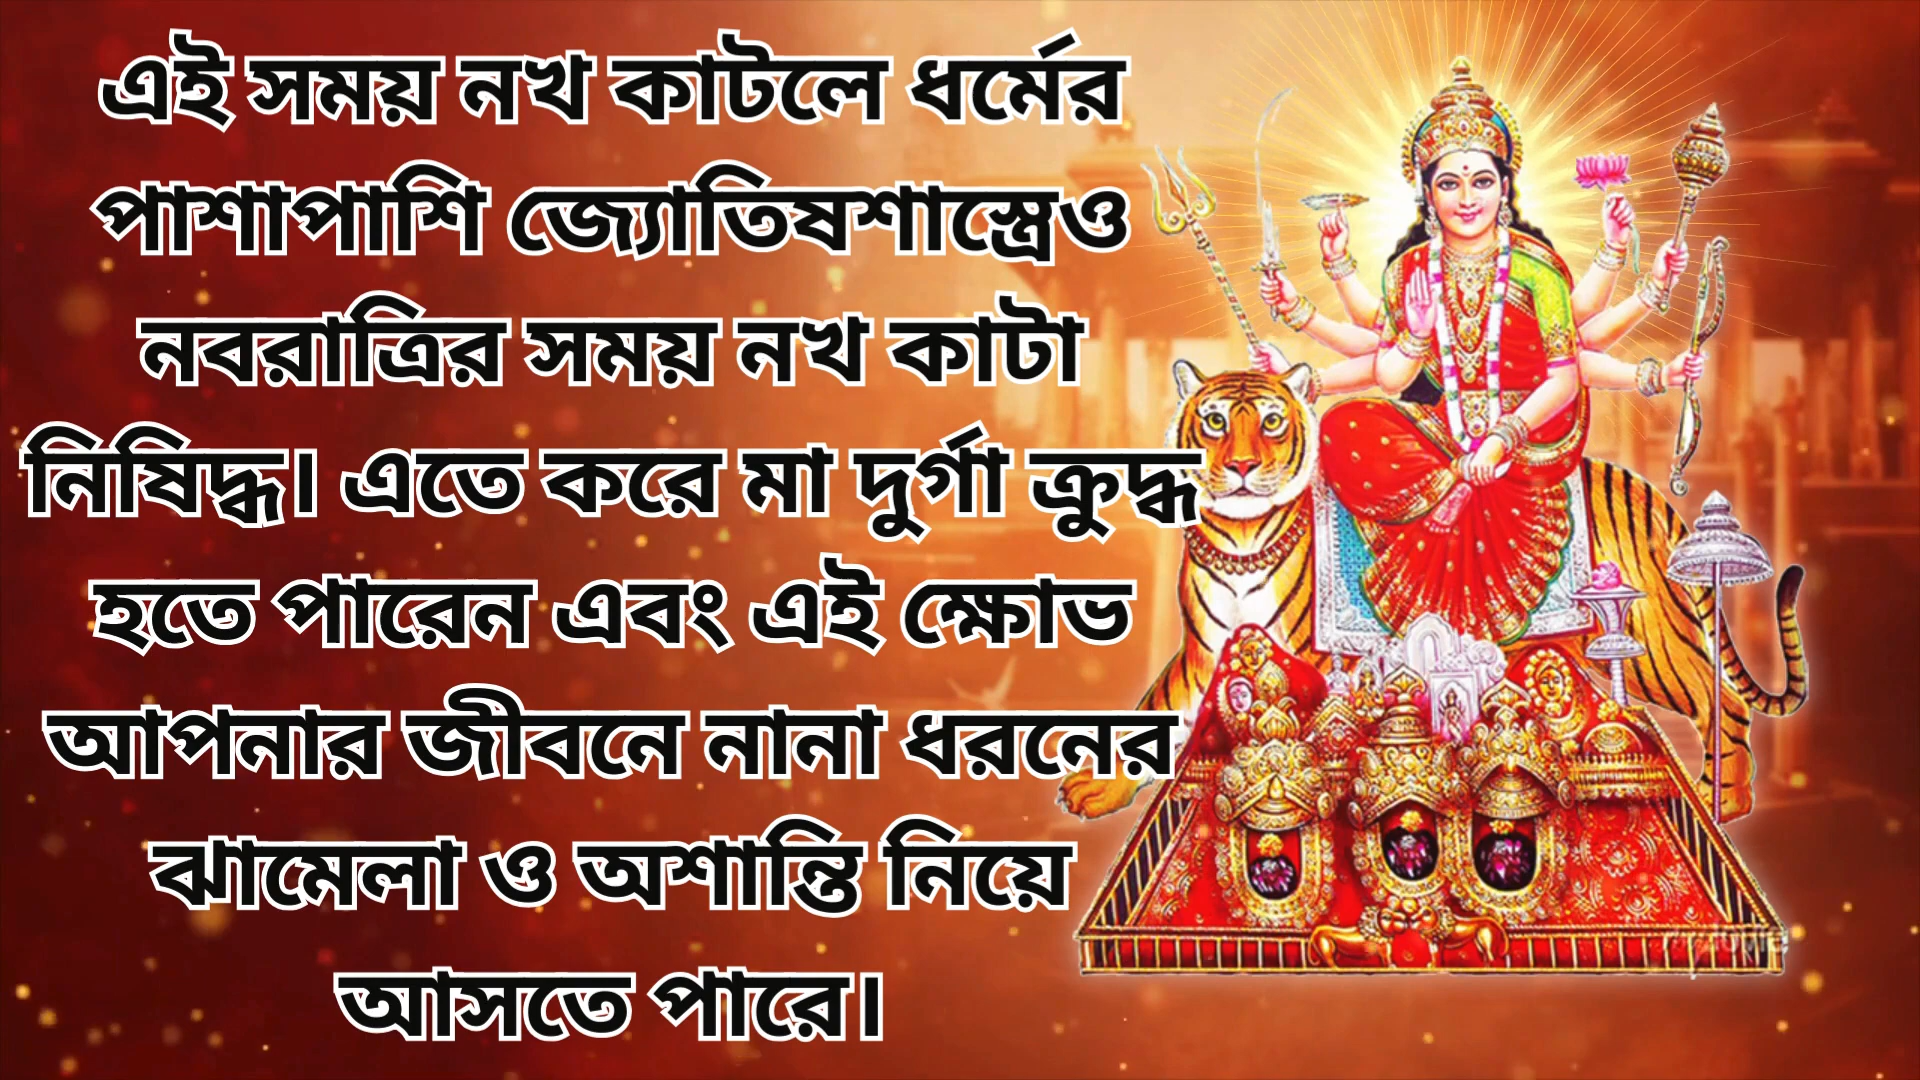 এই সময় নখ কাটলে ধর্মের
পাশাপাশি জ্যোতিষশাস্ত্রেও
নবরাত্রির সময় নখ কাটা
নিষিদ্ধ। এতে করে মা দুর্গা ক্রুদ্ধ
হতে পারেন এবং এই ক্ষোভ
আপনার জীবনে নানা ধরনের
ঝামেলা ও অশান্তি নিয়ে
আসতে পারে।